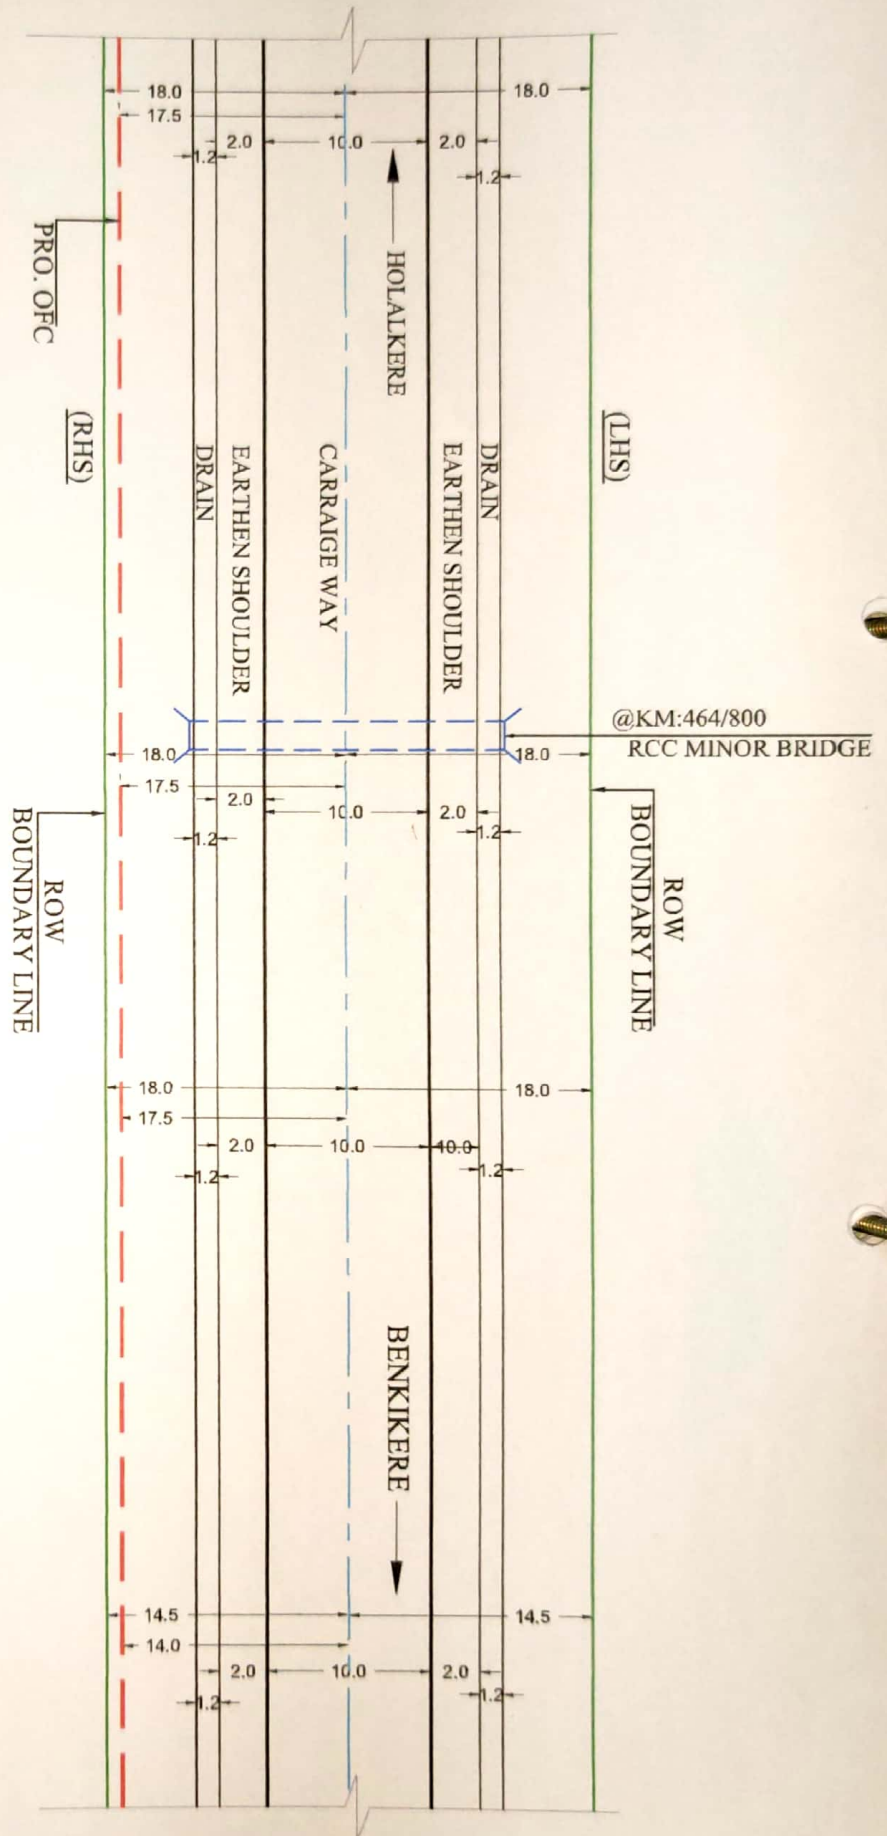 18.0
18.0
17.5
2.0
10.0
2.0
1.2
1.2
PRO. OFC
HOLALKERE
(RHS)
(LHS)
DRAIN
EARTHEN SHOULDER
CARRAIGE WAY
EARTHEN SHOULDER
DRAIN
@KM:464/800
RCC MINOR BRIDGE
18.0
18.0
17.5
2.0
10.0
2.0
1.2
1.2
ROW
BOUNDARY LINE
ROW
BOUNDARY LINE
18.0
18.0
17.5
2.0
10.0
10.0
1.2
1.2
BENKIKERE
14.5
14.5
14.0
2.0
10.0
2.0
1.2
1.2